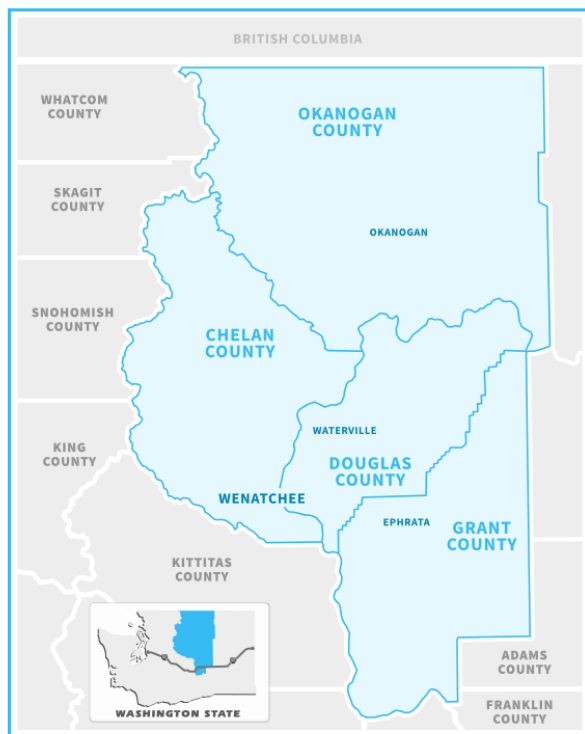 BRITISH COLUMBIA
WHATCOM
COUNTY
OKANOGAN
COUNTY
SKAGIT
COUNTY
OKANOGAN
SNOHOMISH
COUNTY
CHELAN
COUNTY
KING
COUNTY
WATERVILLE
DOUGLAS
COUNTY
WENATCHEE
EPHRATA
GRANT
COUNTY
KITTITAS
COUNTY
ADAMS
COUNTY
FRANKLIN
COUNTY
WASHINGTON STATE